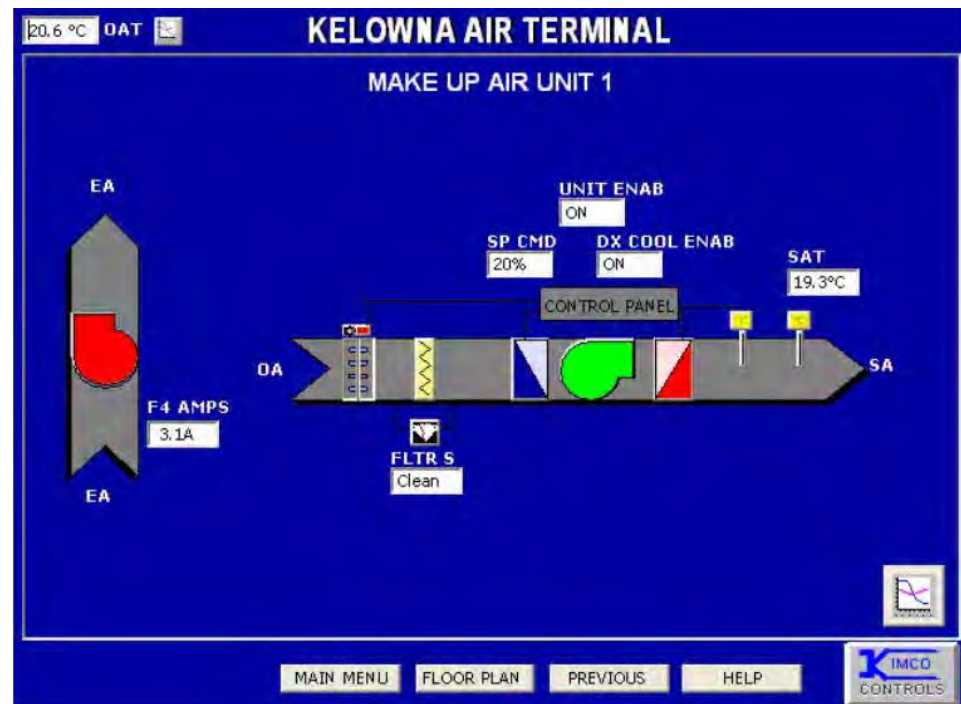 20.6 °C OAT
KELOWNA AIR TERMINAL
MAKE UP AIR UNIT 1
EA
UNIT ENAB
ON
SP CMD
20%
DX COOL ENAB
ON
SAT
19.3°C
CONTROL PANEL
OA
SA
F4 AMPS
3.1A
FLTR S
Clean
EA
MAIN MENU
FLOOR PLAN
PREVIOUS
HELP
KIMCO
CONTROLS